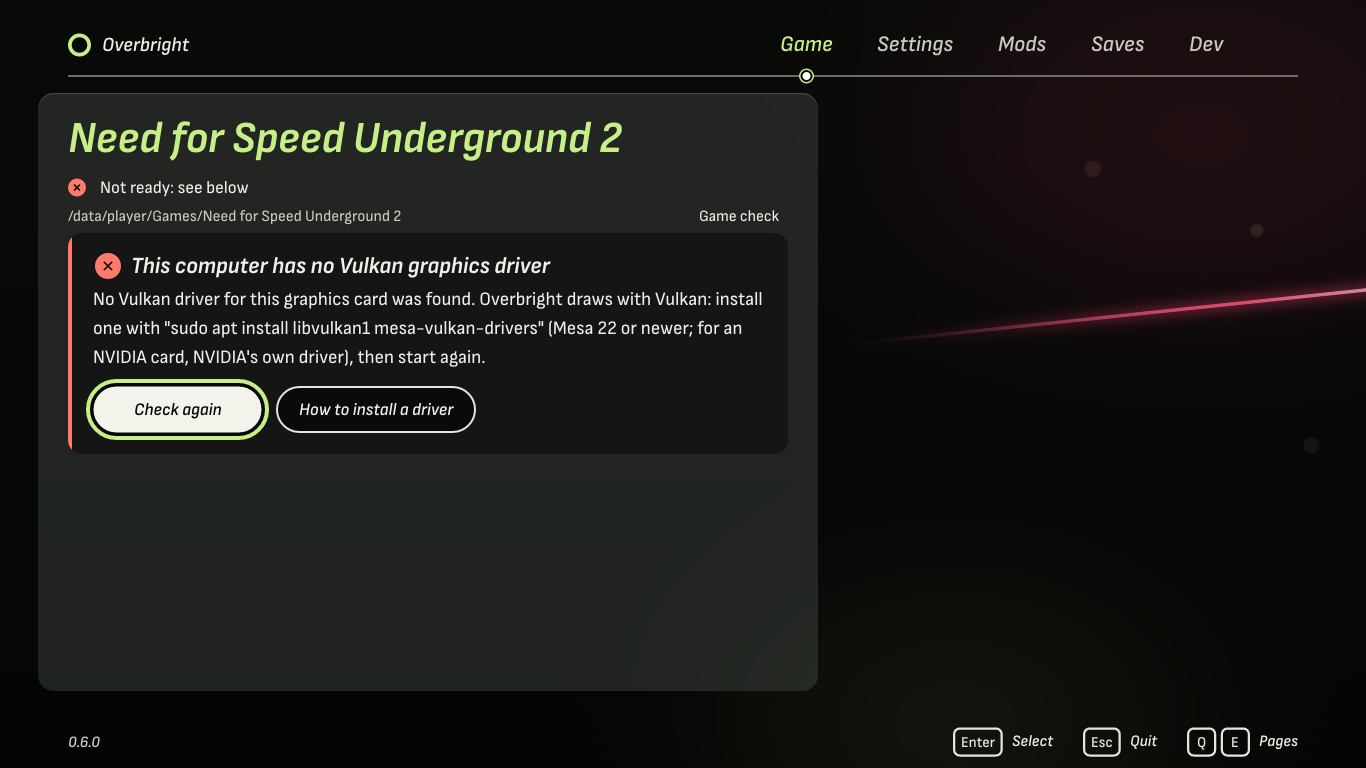 Overbright
Game Settings Mods Saves Dev
Need for Speed Underground 2
Not ready: see below
/data/player/Games/Need for Speed Underground 2 Game check
This computer has no Vulkan graphics driver
No Vulkan driver for this graphics card was found. Overbright draws with Vulkan: install
one with "sudo apt install libvulkan1 mesa-vulkan-drivers" (Mesa 22 or newer; for an
NVIDIA card, NVIDIA's own driver), then start again.
Check again How to install a driver
0.6.0 Enter Select Esc Quit Q E Pages